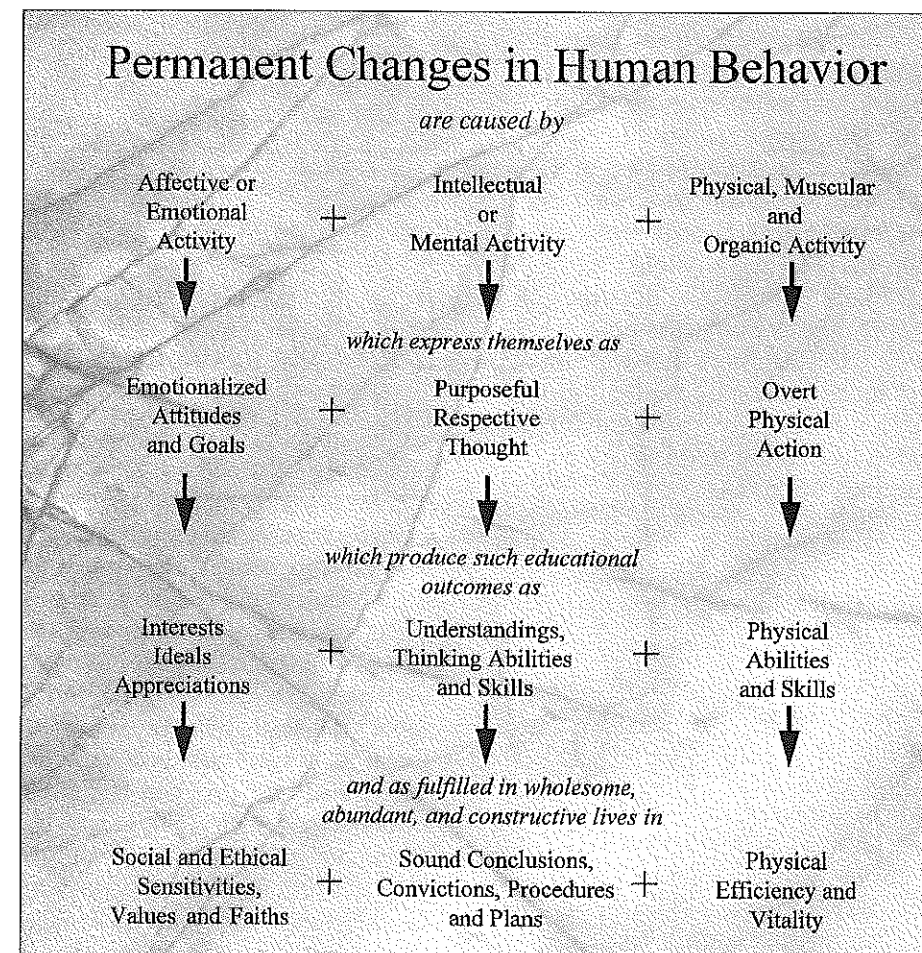 Permanent Changes in Human Behavior
are caused by
Affective or
Emotional
Activity
+
Intellectual
or
Mental Activity
+
Physical, Muscular
and
Organic Activity
which express themselves as
Emotionalized
Attitudes
and Goals
+
Purposeful
Respective
Thought
+
Overt
Physical
Action
which produce such educational
outcomes as
Interests
Ideals
Appreciations
+
Understandings,
Thinking Abilities
and Skills
+
Physical
Abilities
and Skills
and as fulfilled in wholesome,
abundant, and constructive lives in
Social and Ethical
Sensitivities,
Values and Faiths
+
Sound Conclusions,
Convictions, Procedures
and Plans
+
Physical
Efficiency and
Vitality